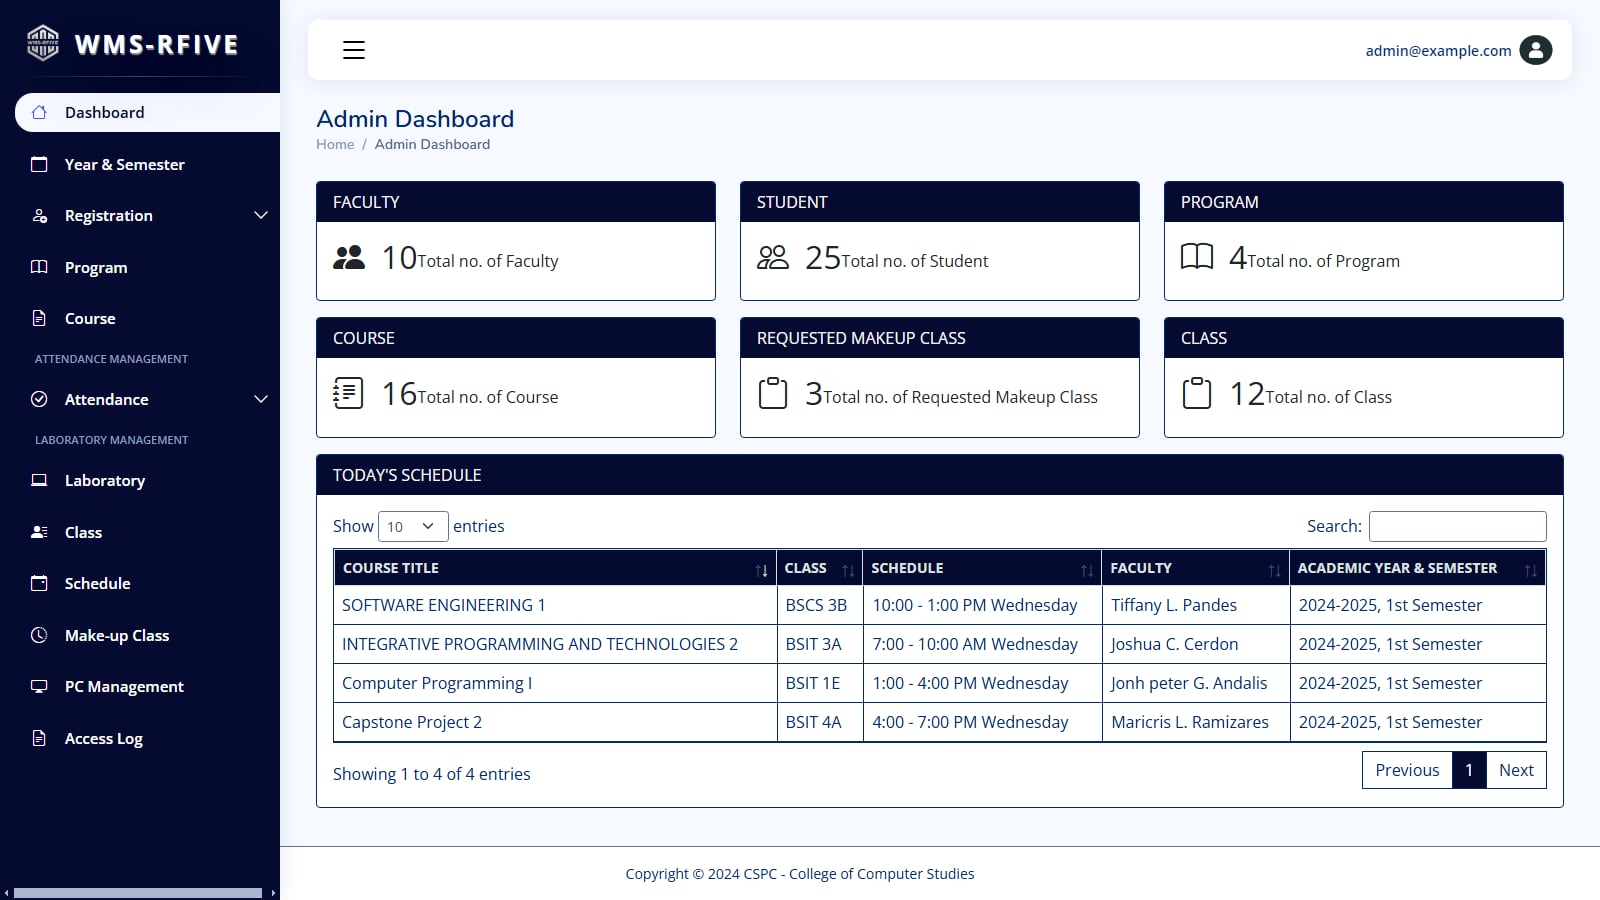 WMS-RFIVE
admin@example.com
Dashboard
Year & Semester
Registration
Program
Course
ATTENDANCE MANAGEMENT
Attendance
LABORATORY MANAGEMENT
Laboratory
Class
Schedule
Make-up Class
PC Management
Access Log
Admin Dashboard
Home / Admin Dashboard
FACULTY
10Total no. of Faculty
STUDENT
25Total no. of Student
PROGRAM
4Total no. of Program
COURSE
16Total no. of Course
REQUESTED MAKEUP CLASS
3Total no. of Requested Makeup Class
CLASS
12Total no. of Class
TODAY'S SCHEDULE
Show 10 entries
Search:
COURSE TITLE CLASS SCHEDULE FACULTY ACADEMIC YEAR & SEMESTER
SOFTWARE ENGINEERING 1 BSCS 3B 10:00 - 1:00 PM Wednesday Tiffany L. Pandes 2024-2025, 1st Semester
INTEGRATIVE PROGRAMMING AND TECHNOLOGIES 2 BSIT 3A 7:00 - 10:00 AM Wednesday Joshua C. Cerdon 2024-2025, 1st Semester
Computer Programming I BSIT 1E 1:00 - 4:00 PM Wednesday Jonh peter G. Andalis 2024-2025, 1st Semester
Capstone Project 2 BSIT 4A 4:00 - 7:00 PM Wednesday Maricris L. Ramizares 2024-2025, 1st Semester
Showing 1 to 4 of 4 entries
Previous 1 Next
Copyright © 2024 CSPC - College of Computer Studies